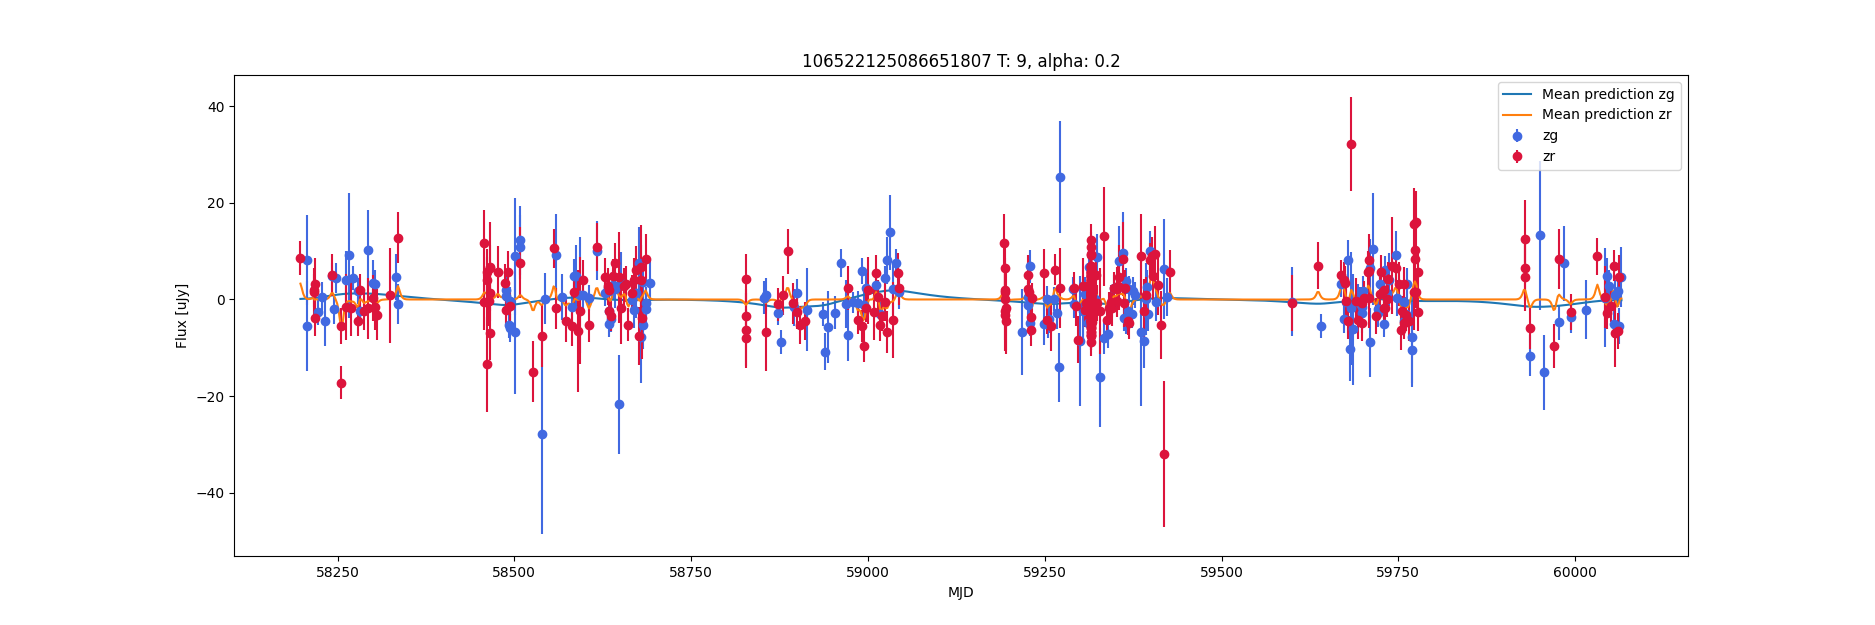 106522125086651807 T: 9, alpha: 0.2
Mean prediction zg
Mean prediction zr
zg
zr
40
20
0
−20
−40
Flux [uJy]
58250 58500 58750 59000 59250 59500 59750 60000
MJD